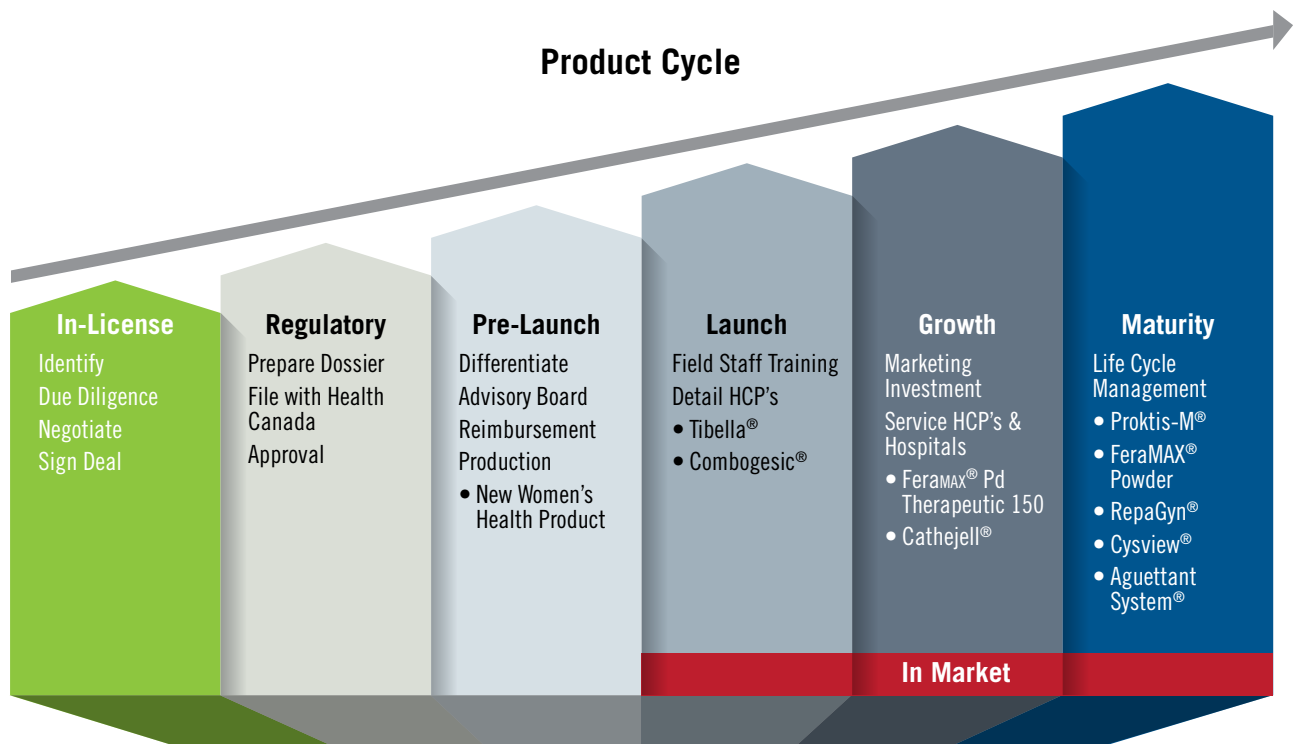 Product Cycle
In-License
Identify
Due Diligence
Negotiate
Sign Deal
Regulatory
Prepare Dossier
File with Health
Canada
Approval
Pre-Launch
Differentiate
Advisory Board
Reimbursement
Production
• New Women's
Health Product
Launch
Field Staff Training
Detail HCP's
• Tibella®
• Combogesic®
Growth
Marketing
Investment
Service HCP's &
Hospitals
• FeraMAX® Pd
Therapeutic 150
• Cathejell®
Maturity
Life Cycle
Management
• Proktis-M®
• FeraMAX®
Powder
• RepaGyn®
• Cysview®
• Aguettant
System®
In Market